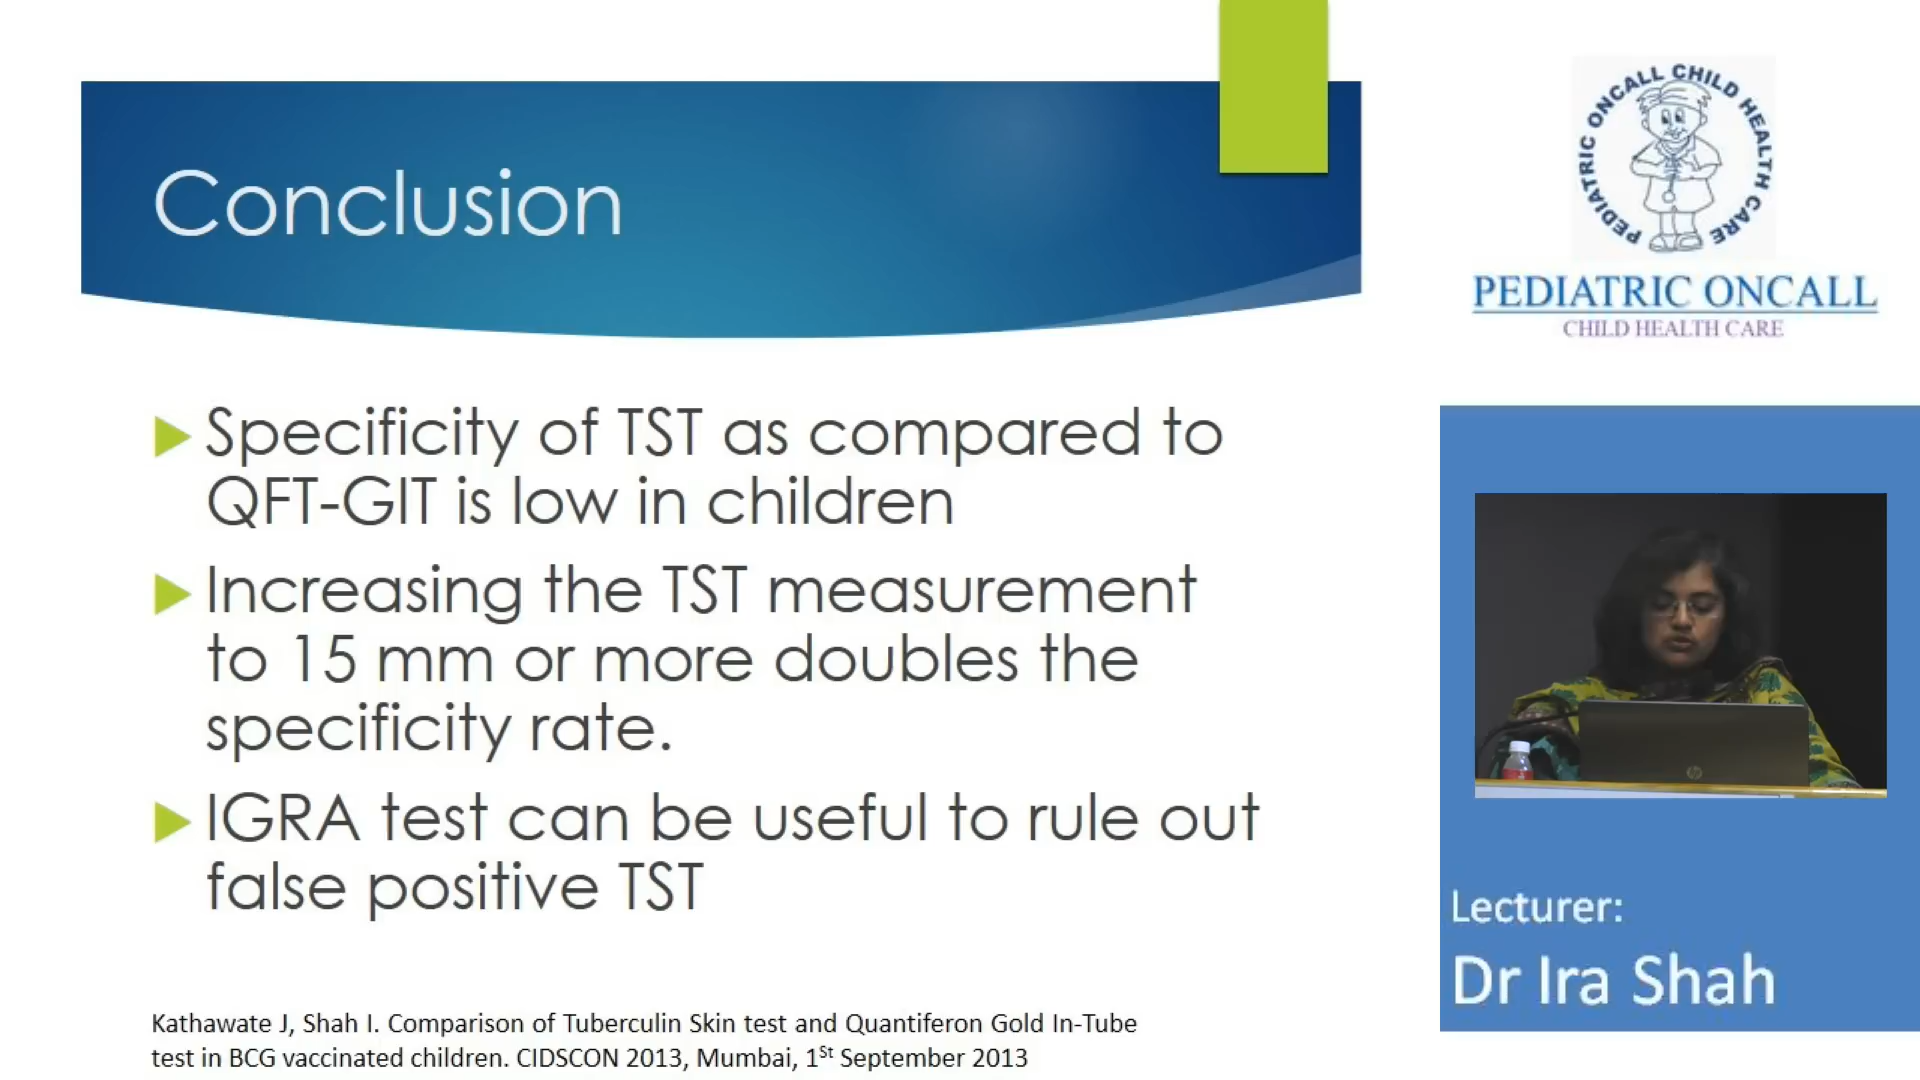 Conclusion
Specificity of TST as compared to
QFT-GIT is low in children
Increasing the TST measurement
to 15 mm or more doubles the
specificity rate.
IGRA test can be useful to rule out
false positive TST
Kathawate J, Shah I. Comparison of Tuberculin Skin test and Quantiferon Gold In-Tube
test in BCG vaccinated children. CIDSCON 2013, Mumbai, 1St September 2013
PEDIATRIC ONCALL CHILD HEALTH CARE
PEDIATRIC ONCALL
CHILD HEALTH CARE
hp
Lecturer:
Dr Ira Shah